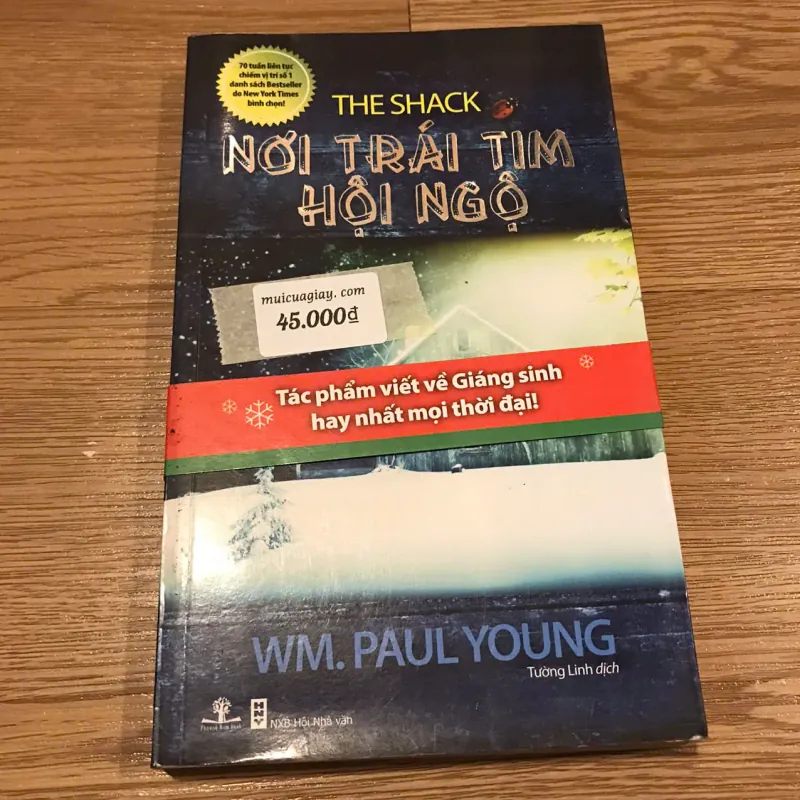 70 tuần liên tục
chiếm vị trí số 1
danh sách Bestseller
do New York Times
bình chọn!
THE SHACK
NƠI TRÁI TIM
HỘI NGỘ
muicuagiay. com
45.000₫
Tác phẩm viết về Giáng sinh
hay nhất mọi thời đại!
WM. PAUL YOUNG
Tường Linh dịch
HNV
NXB Hội Nhà văn